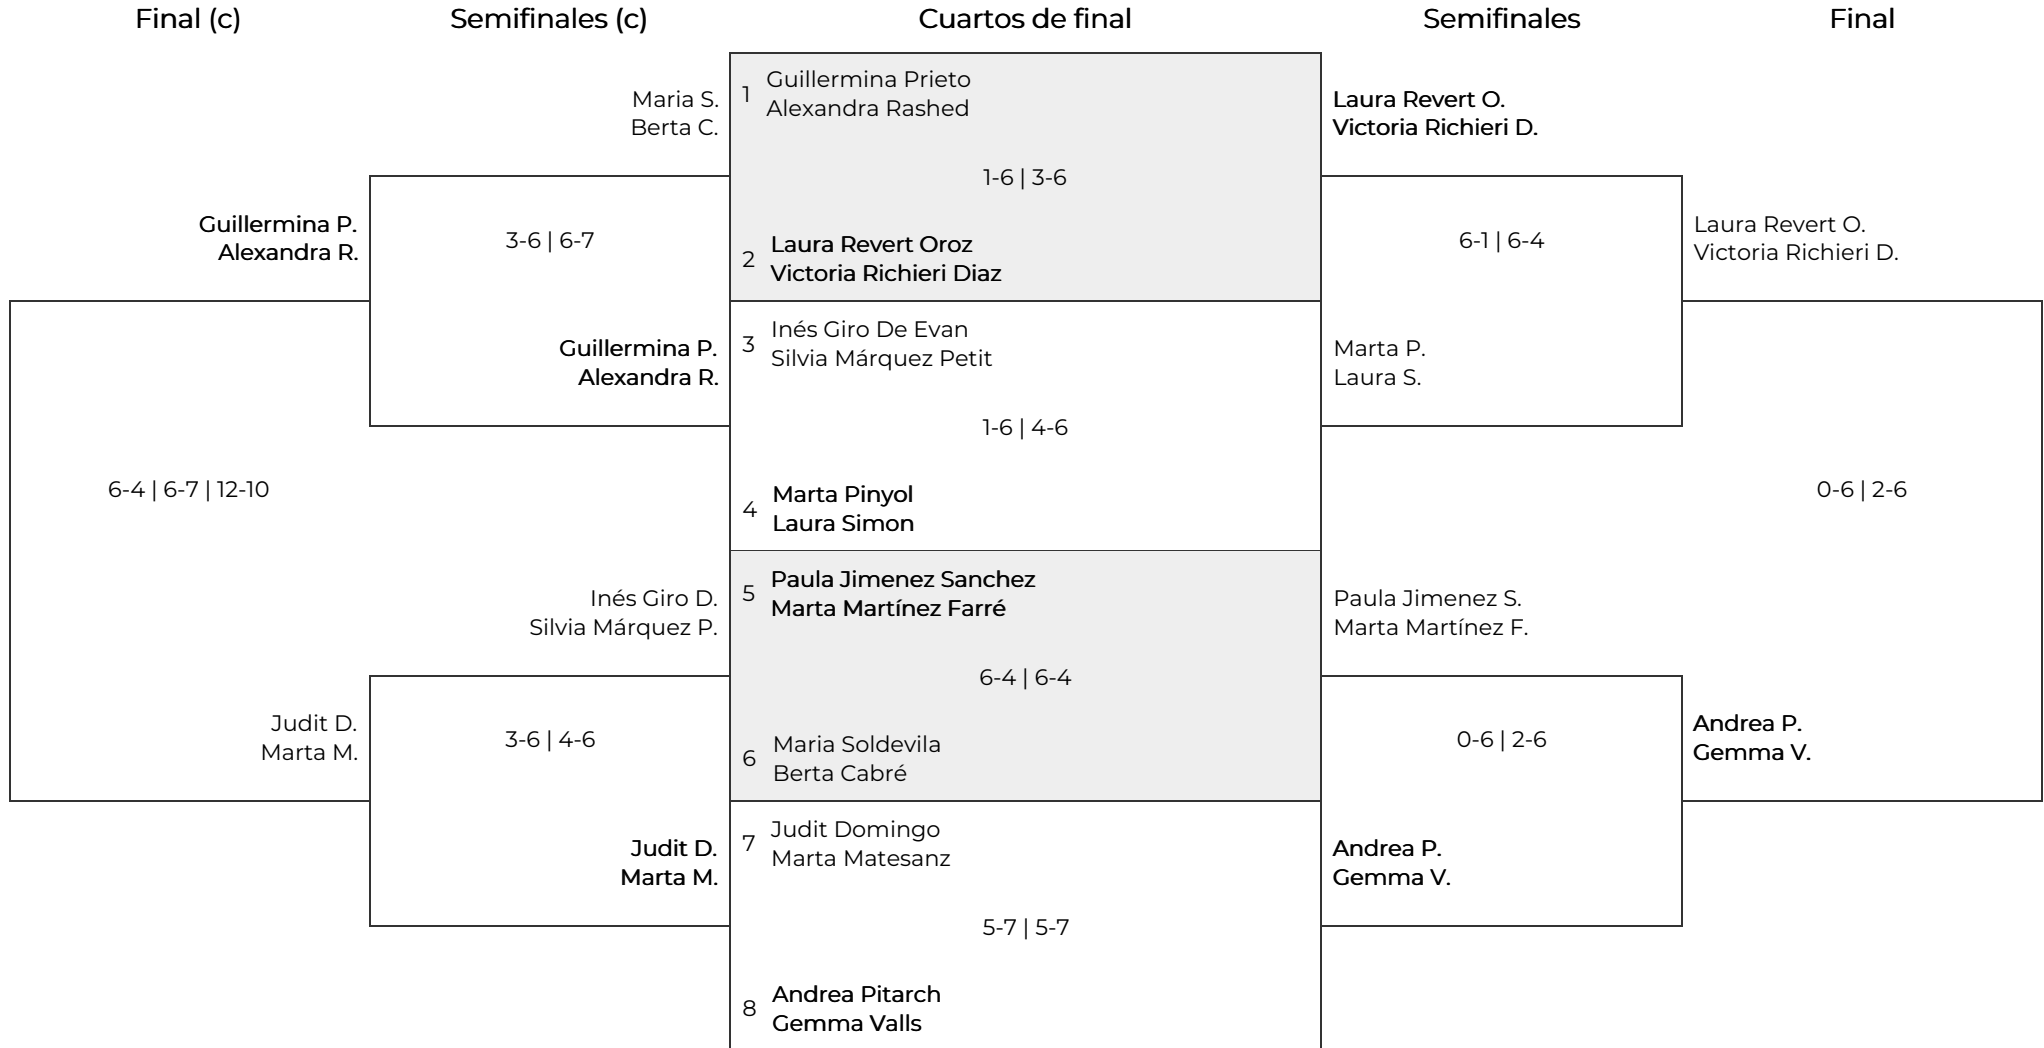 Final (c)
Semifinales (c)
Cuartos de final
Semifinales
Final
Guillermina P.
Alexandra R.
6-4 | 6-7 | 12-10
Judit D.
Marta M.
Maria S.
Berta C.
3-6 | 6-7
Guillermina P.
Alexandra R.
Inés Giro D.
Silvia Márquez P.
3-6 | 4-6
Judit D.
Marta M.
1 Guillermina Prieto
Alexandra Rashed
1-6 | 3-6
2 Laura Revert Oroz
Victoria Richieri Diaz
3 Inés Giro De Evan
Silvia Márquez Petit
1-6 | 4-6
4 Marta Pinyol
Laura Simon
5 Paula Jimenez Sanchez
Marta Martínez Farré
6-4 | 6-4
6 Maria Soldevila
Berta Cabré
7 Judit Domingo
Marta Matesanz
5-7 | 5-7
8 Andrea Pitarch
Gemma Valls
Laura Revert O.
Victoria Richieri D.
6-1 | 6-4
Marta P.
Laura S.
Paula Jimenez S.
Marta Martínez F.
0-6 | 2-6
Andrea P.
Gemma V.
Laura Revert O.
Victoria Richieri D.
0-6 | 2-6
Andrea P.
Gemma V.